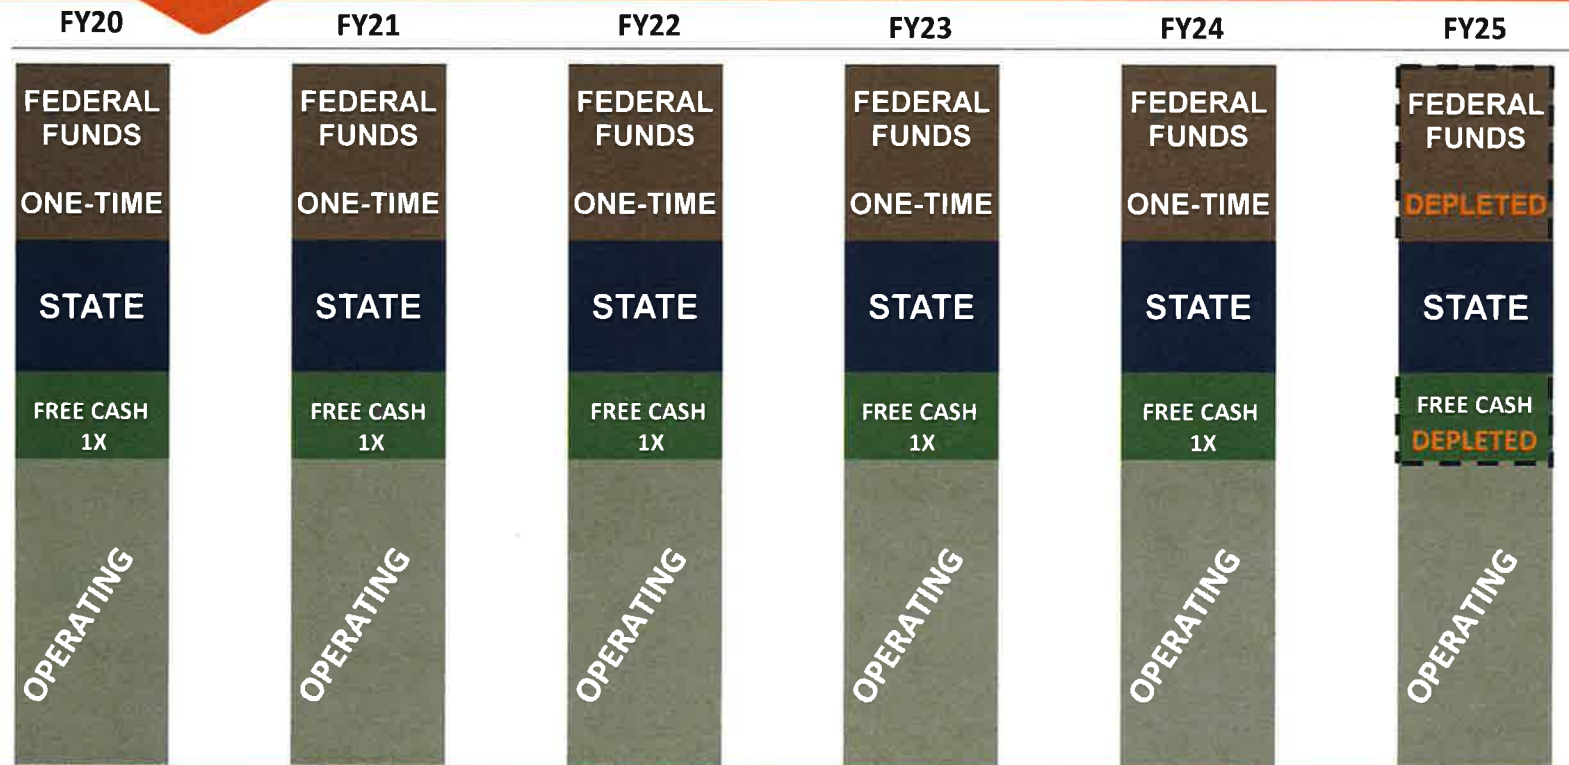 FY20
FY21
FY22
FY23
FY24
FY25
FEDERAL
FUNDS
ONE-TIME
STATE
FREE CASH
1X
OPERATING
FEDERAL
FUNDS
ONE-TIME
STATE
FREE CASH
1X
OPERATING
FEDERAL
FUNDS
ONE-TIME
STATE
FREE CASH
1X
OPERATING
FEDERAL
FUNDS
ONE-TIME
STATE
FREE CASH
1X
OPERATING
FEDERAL
FUNDS
ONE-TIME
STATE
FREE CASH
1X
OPERATING
FEDERAL
FUNDS
DEPLETED
STATE
FREE CASH
DEPLETED
OPERATING